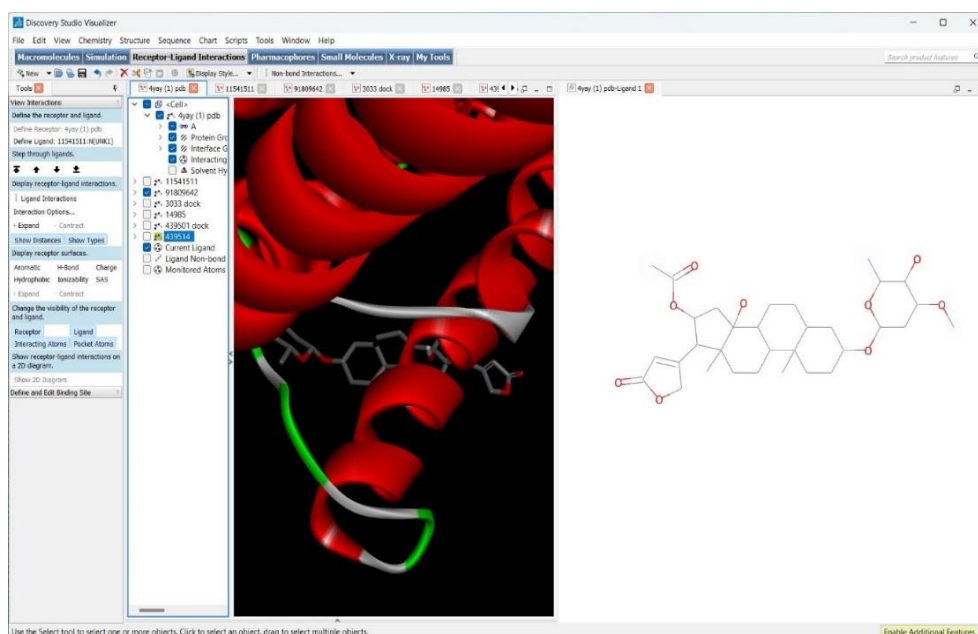 Discovery Studio Visualizer
File Edit View Chemistry Structure Sequence Chart Scripts Tools Window Help
Macromolecules Simulation Receptor-Ligand Interactions Pharmacophores Small Molecules X-ray My Tools
Search product features
New Display Style... Non-bond Interactions...
Tools
4yay (1) pdb 11541511 91809642 3033 dock 14985 439
4yay (1) pdb-Ligand 1
View Interactions
Define the receptor and ligand.
Define Receptor: 4yay (1) pdb
Define Ligand: 11541511:N(UNK1)
Step through ligands.
Display receptor-ligand interactions.
Ligand Interactions
Interaction Options...
+ Expand - Contract
Show Distances Show Types
Display receptor surfaces.
Aromatic H-Bond Charge
Hydrophobic Ionizability SAS
+ Expand - Contract
Change the visibility of the receptor
and ligand.
Receptor Ligand
Interacting Atoms Pocket Atoms
Show receptor-ligand interactions on
a 2D diagram.
Show 2D Diagram
Define and Edit Binding Site
<Cell>
4yay (1) pdb
A
Protein Gro
Interface G
Interacting
Solvent Hy
11541511
91809642
3033 dock
14985
439501 dock
439514
Current Ligand
Ligand Non-bond
Monitored Atoms
O
O
O
O
O
O
O
O
O
Use the Select tool to select one or more objects. Click to select an object, drag to select multiple objects.
Enable Additional Features